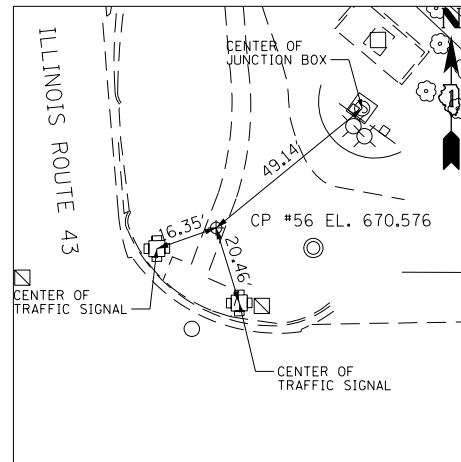 CENTER OF
JUNCTION BOX
N
ILLINOIS ROUTE 43
49.14'
16.35'
CP #56 EL. 670.576
20.46'
CENTER OF
TRAFFIC SIGNAL
CENTER OF
TRAFFIC SIGNAL